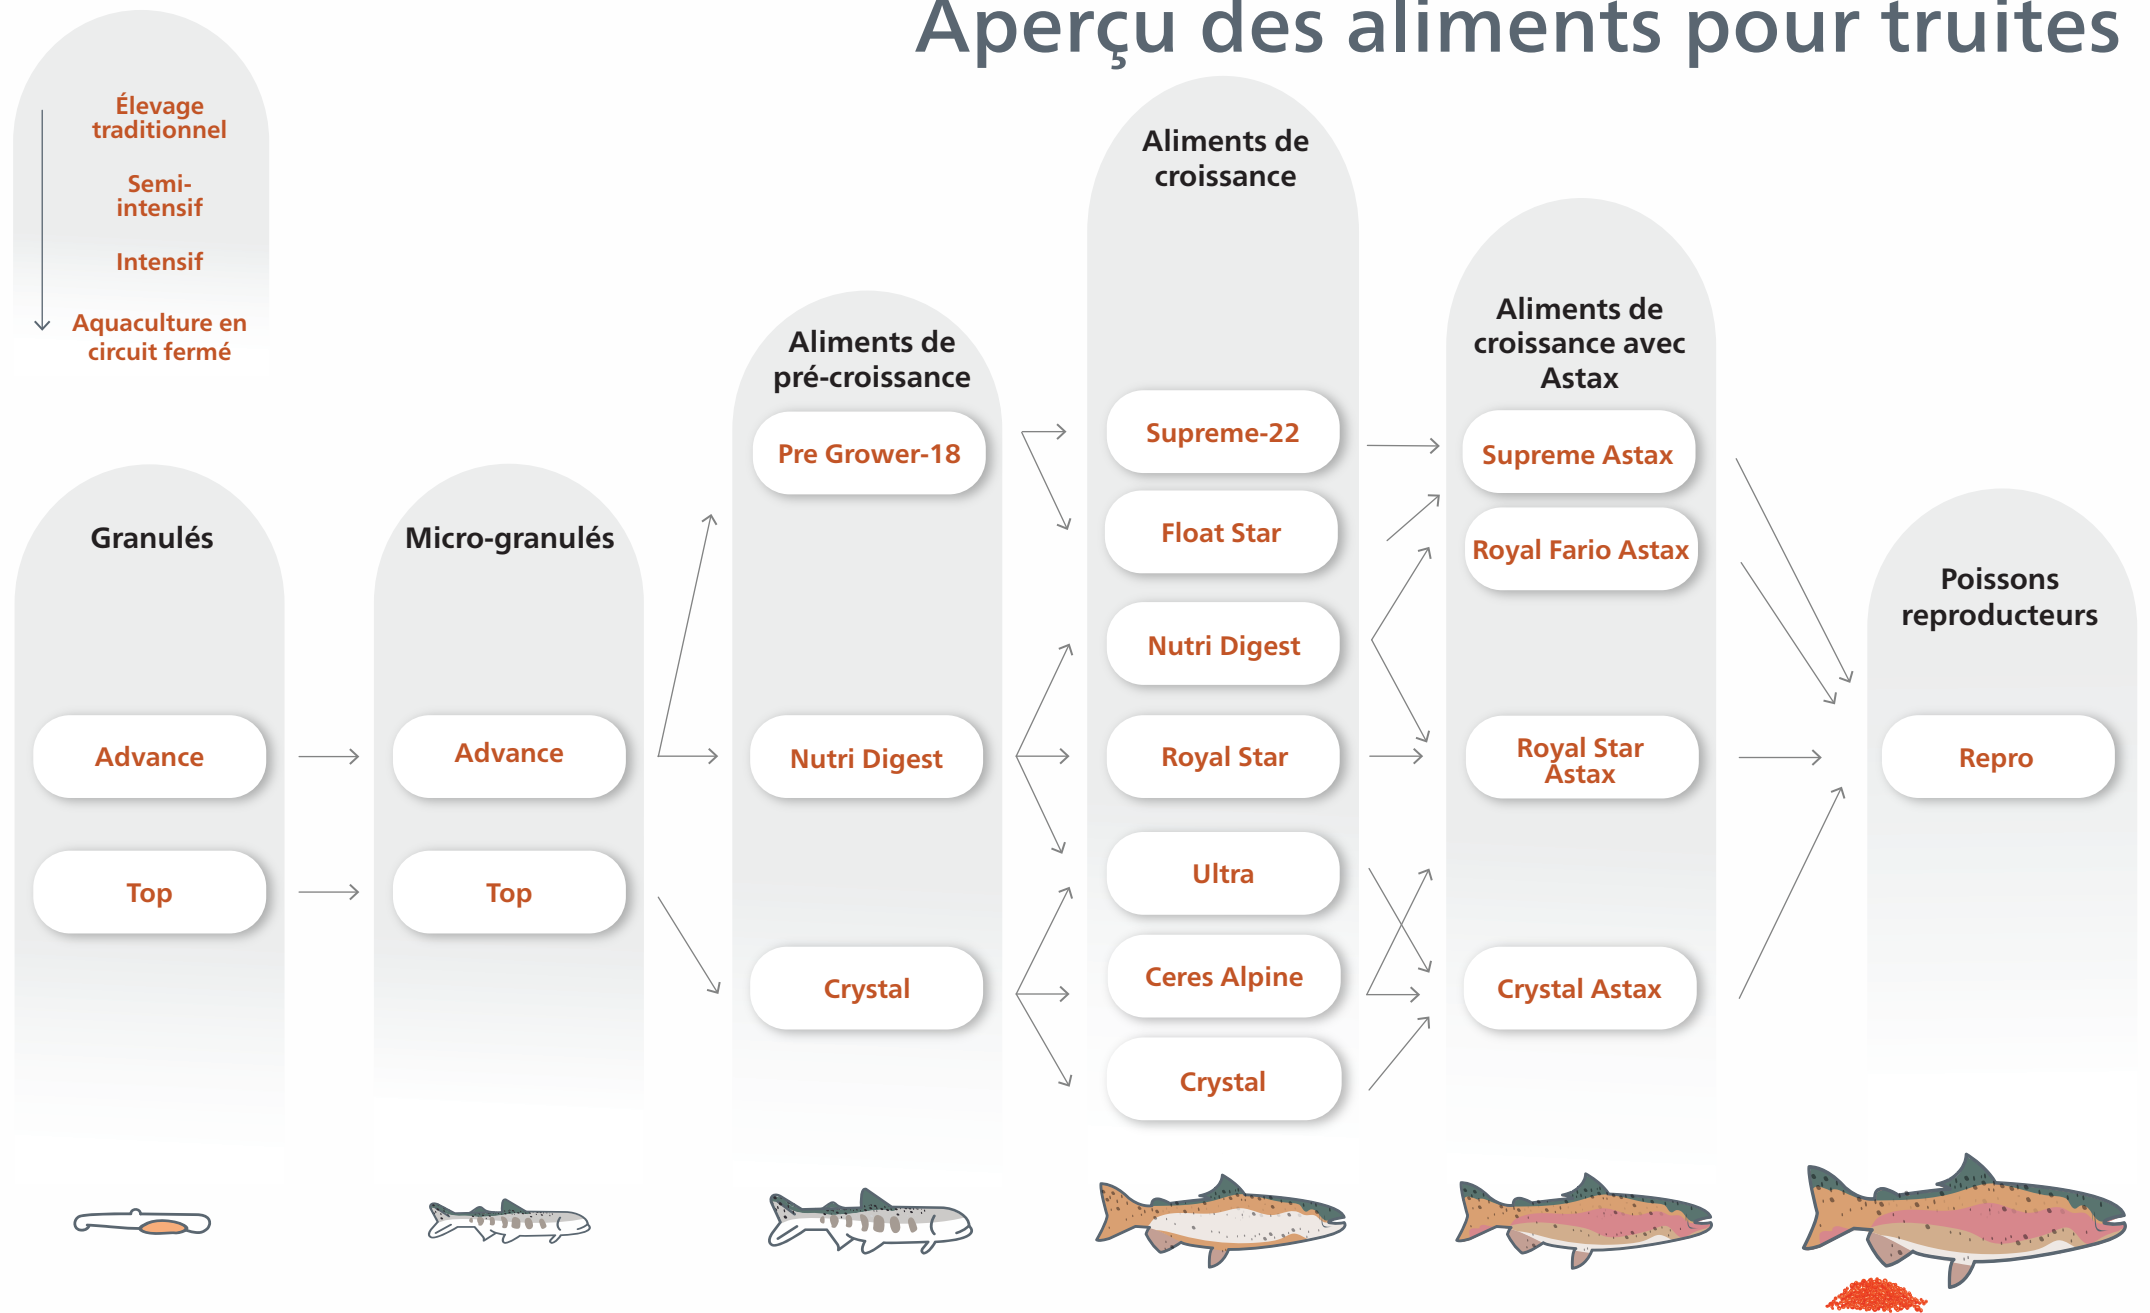 Aperçu des aliments pour truites
Élevage
traditionnel
Semi-
intensif
Intensif
Aquaculture en
circuit fermé
Granulés
Advance
Top
Micro-granulés
Advance
Top
Aliments de
pré-croissance
Pre Grower-18
Nutri Digest
Crystal
Aliments de
croissance
Supreme-22
Float Star
Nutri Digest
Royal Star
Ultra
Ceres Alpine
Crystal
Aliments de
croissance avec
Astax
Supreme Astax
Royal Fario Astax
Royal Star
Astax
Crystal Astax
Poissons
reproducteurs
Repro